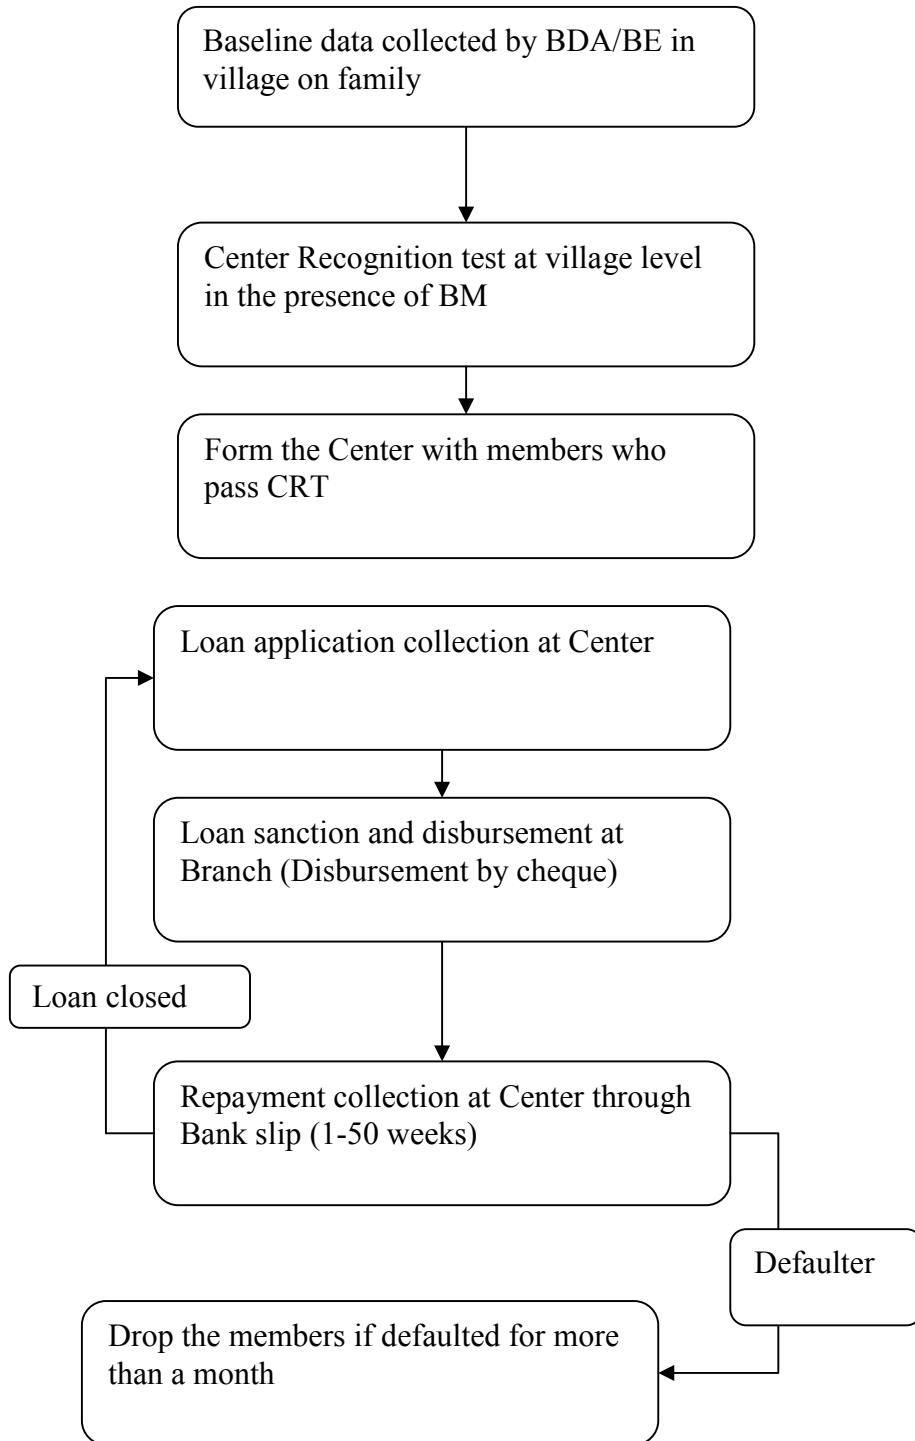 Baseline data collected by BDA/BE in
village on family
Center Recognition test at village level
in the presence of BM
Form the Center with members who
pass CRT
Loan application collection at Center
Loan sanction and disbursement at
Branch (Disbursement by cheque)
Loan closed
Repayment collection at Center through
Bank slip (1-50 weeks)
Defaulter
Drop the members if defaulted for more
than a month